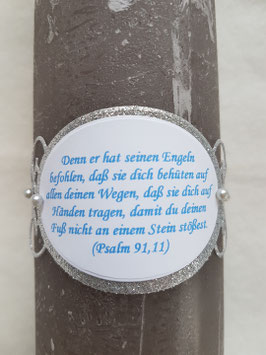 Denn er hat seinen Engeln
befohlen, daß sie dich behüten auf
allen deinen Wegen, daß sie dich auf
Händen tragen, damit du deinen
Fuß nicht an einem Stein stößest.
(Psalm 91,11)